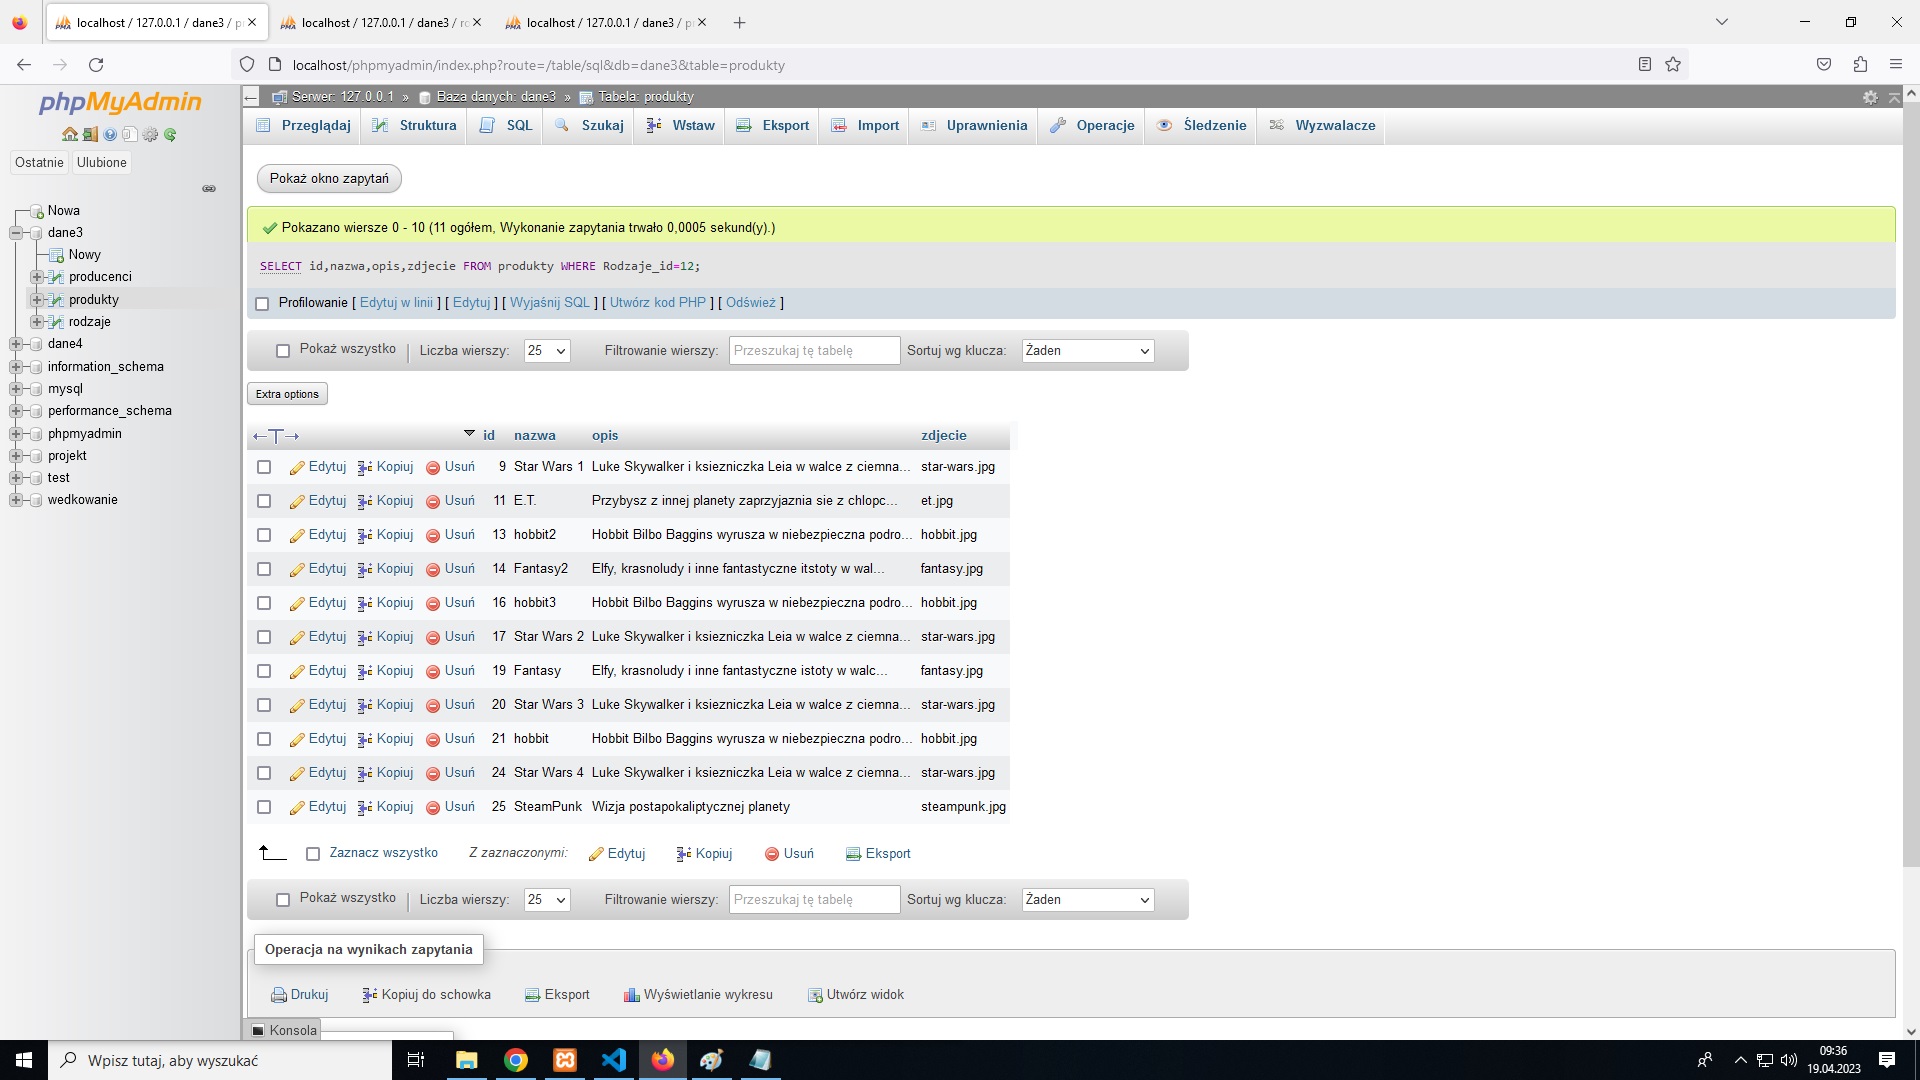 localhost / 127.0.0.1 / dane3 / p
localhost / 127.0.0.1 / dane3 / ro
localhost / 127.0.0.1 / dane3 / p
localhost/phpmyadmin/index.php?route=/table/sql&db=dane3&table=produkty
phpMyAdmin
Ostatnie Ulubione
Nowa
dane3
Nowy
producenci
produkty
rodzaje
dane4
information_schema
mysql
performance_schema
phpmyadmin
projekt
test
wedkowanie
Serwer: 127.0.0.1 » Baza danych: dane3 » Tabela: produkty
Przeglądaj Struktura SQL Szukaj Wstaw Eksport Import Uprawnienia Operacje Śledzenie Wyzwalacze
Pokaż okno zapytań
Pokazano wiersze 0 - 10 (11 ogółem, Wykonanie zapytania trwało 0,0005 sekund(y).)
SELECT id,nazwa,opis,zdjecie FROM produkty WHERE Rodzaje_id=12;
Profilowanie [ Edytuj w linii ] [ Edytuj ] [ Wyjaśnij SQL ] [ Utwórz kod PHP ] [ Odśwież ]
Pokaż wszystko | Liczba wierszy: 25 Filtrowanie wierszy: Przeszukaj tę tabelę Sortuj wg klucza: Żaden
Extra options
←T→ id nazwa opis zdjecie
Edytuj Kopiuj Usuń 9 Star Wars 1 Luke Skywalker i ksiezniczka Leia w walce z ciemna... star-wars.jpg
Edytuj Kopiuj Usuń 11 E.T. Przybysz z innej planety zaprzyjaznia sie z chlopc... et.jpg
Edytuj Kopiuj Usuń 13 hobbit2 Hobbit Bilbo Baggins wyrusza w niebezpieczna podro... hobbit.jpg
Edytuj Kopiuj Usuń 14 Fantasy2 Elfy, krasnoludy i inne fantastyczne itstoty w wal... fantasy.jpg
Edytuj Kopiuj Usuń 16 hobbit3 Hobbit Bilbo Baggins wyrusza w niebezpieczna podro... hobbit.jpg
Edytuj Kopiuj Usuń 17 Star Wars 2 Luke Skywalker i ksiezniczka Leia w walce z ciemna... star-wars.jpg
Edytuj Kopiuj Usuń 19 Fantasy Elfy, krasnoludy i inne fantastyczne istoty w walc... fantasy.jpg
Edytuj Kopiuj Usuń 20 Star Wars 3 Luke Skywalker i ksiezniczka Leia w walce z ciemna... star-wars.jpg
Edytuj Kopiuj Usuń 21 hobbit Hobbit Bilbo Baggins wyrusza w niebezpieczna podro... hobbit.jpg
Edytuj Kopiuj Usuń 24 Star Wars 4 Luke Skywalker i ksiezniczka Leia w walce z ciemna... star-wars.jpg
Edytuj Kopiuj Usuń 25 SteamPunk Wizja postapokaliptycznej planety steampunk.jpg
Zaznacz wszystko Z zaznaczonymi: Edytuj Kopiuj Usuń Eksport
Pokaż wszystko | Liczba wierszy: 25 Filtrowanie wierszy: Przeszukaj tę tabelę Sortuj wg klucza: Żaden
Operacja na wynikach zapytania
Drukuj Kopiuj do schowka Eksport Wyświetlanie wykresu Utwórz widok
Konsola
Wpisz tutaj, aby wyszukać
09:36
19.04.2023